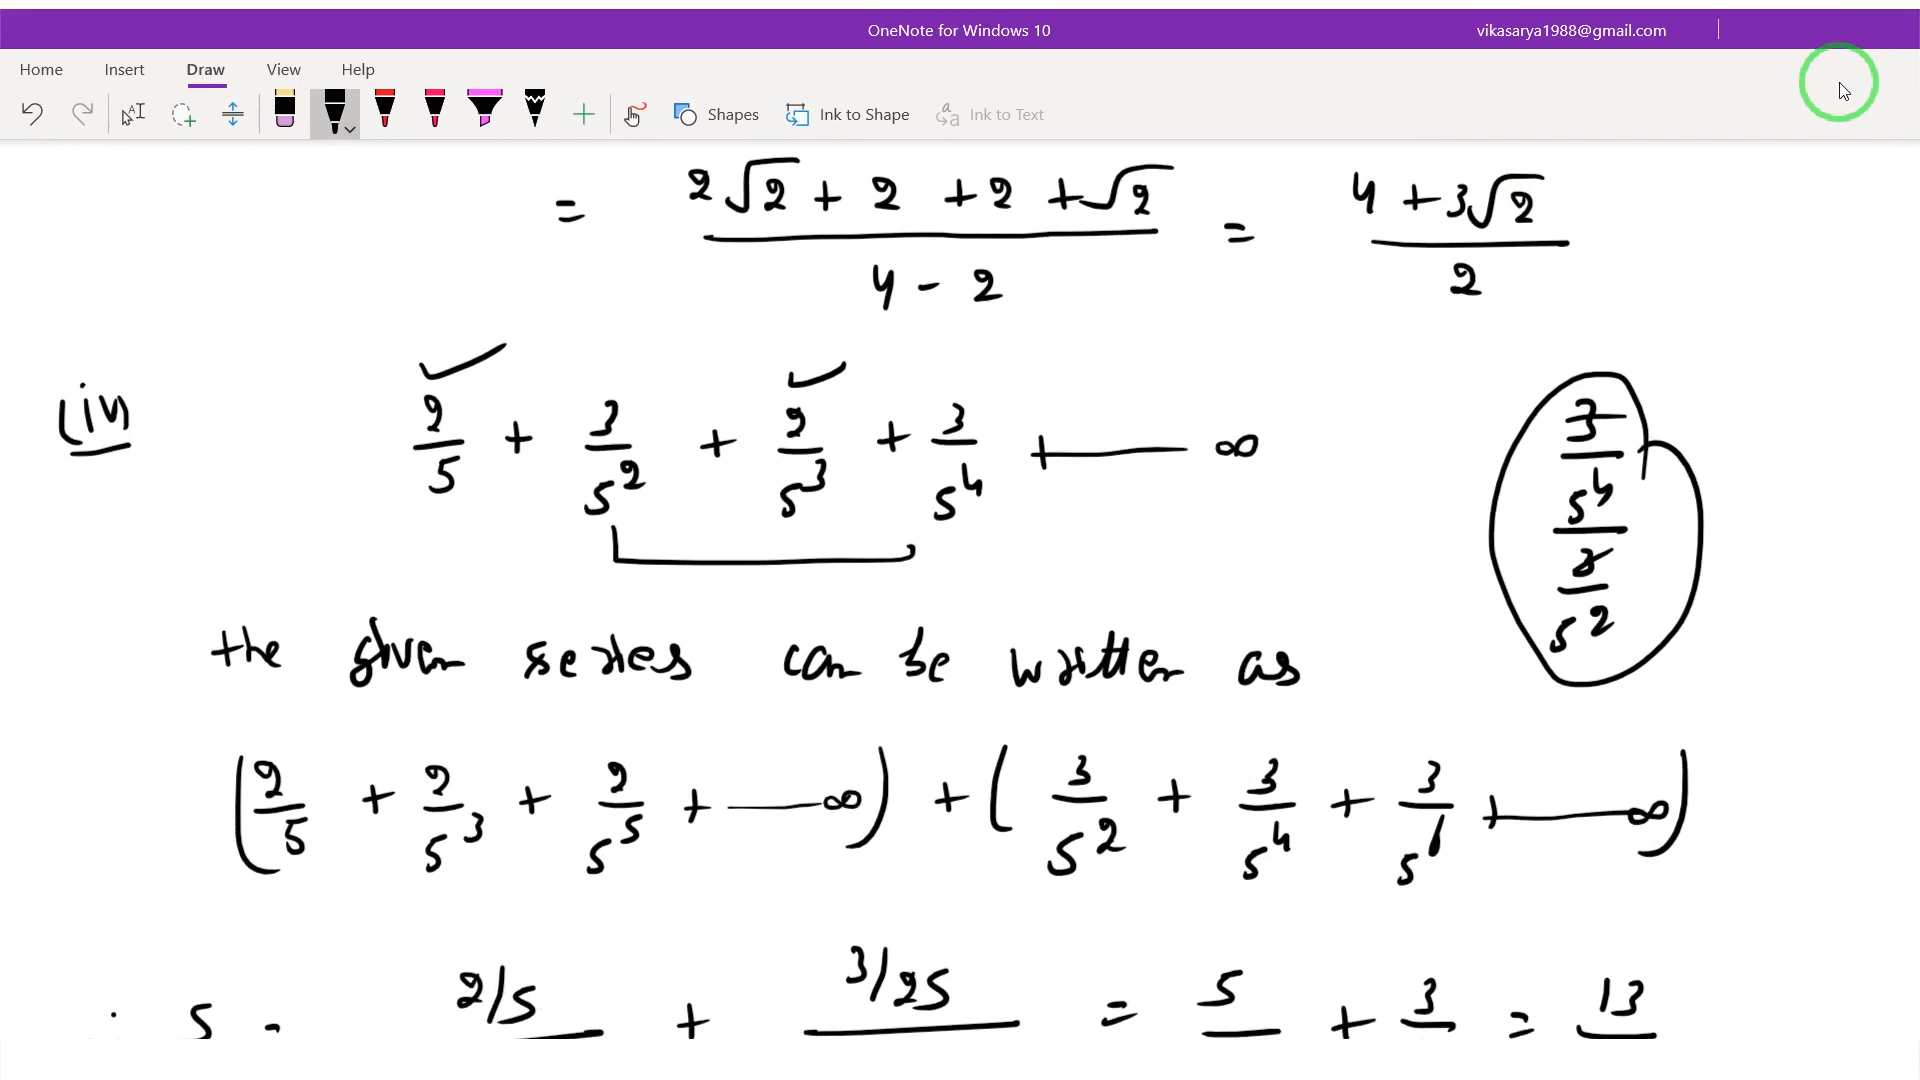 OneNote for Windows 10 vikasarya1988@gmail.com
Home Insert Draw View Help
Shapes Ink to Shape Ink to Text
= (2√2 + 2 + 2 + √2)/(4 - 2) = (4 + 3√2)/2
(iv) 2/5 + 3/5² + 2/5³ + 3/5⁴ + — ∞
3/5⁴
3/5²
the given series can be written as
(2/5 + 2/5³ + 2/5⁵ + — ∞) + (3/5² + 3/5⁴ + 3/5⁶ + — ∞)
S = 2/5 + 3/25 = 5 + 3 = 13